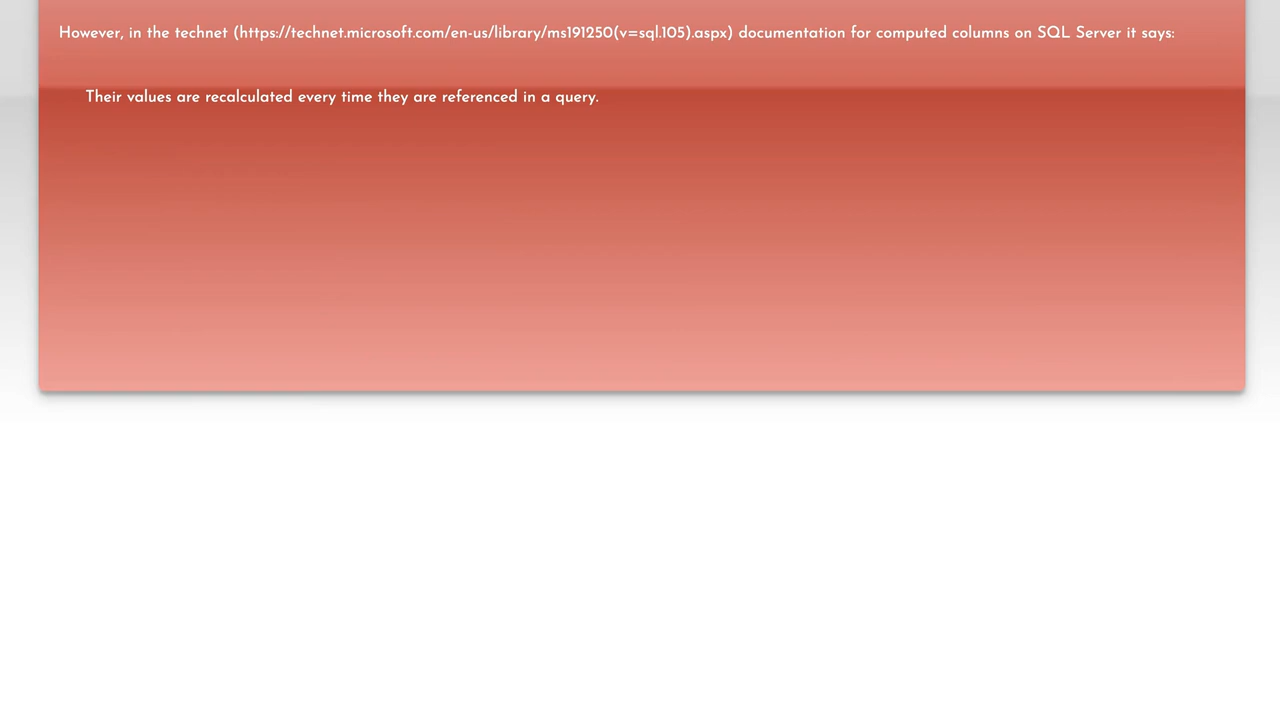 However, in the technet (https://technet.microsoft.com/en-us/library/ms191250(v=sql.105).aspx) documentation for computed columns on SQL Server it says:
Their values are recalculated every time they are referenced in a query.